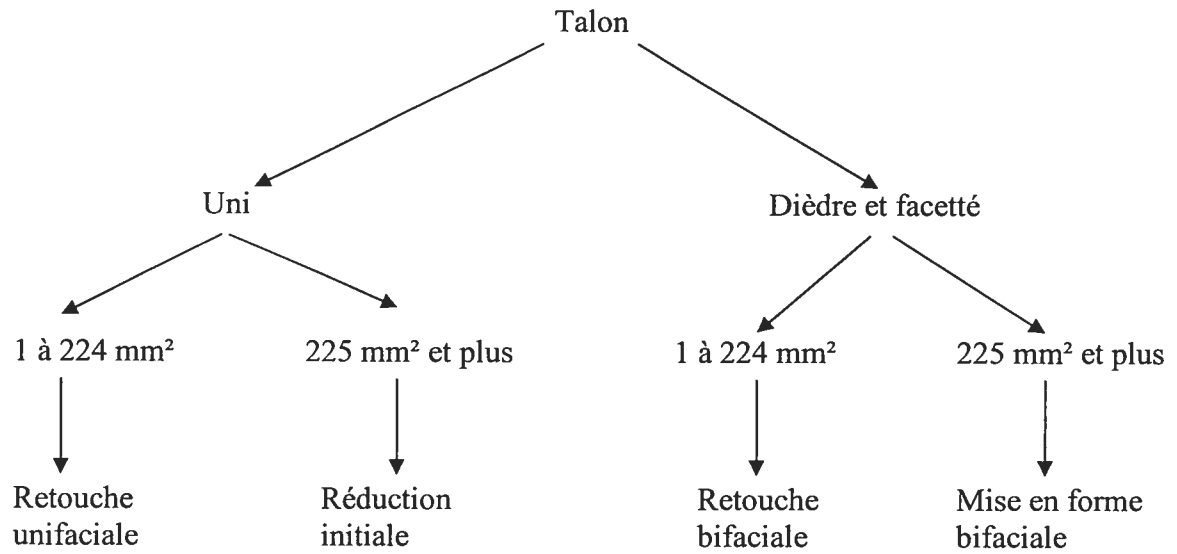 Talon
Uni
Dièdre et facetté
1 à 224 mm²
225 mm² et plus
1 à 224 mm²
225 mm² et plus
Retouche
unifaciale
Réduction
initiale
Retouche
bifaciale
Mise en forme
bifaciale